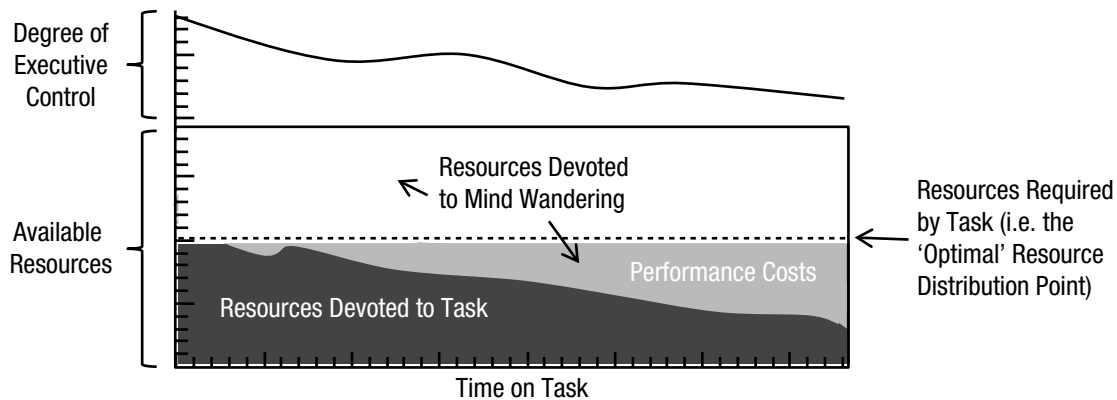 Degree of
Executive
Control
Resources Devoted
to Mind Wandering
Available
Resources
Resources Required
by Task (i.e. the
‘Optimal’ Resource
Distribution Point)
Performance Costs
Resources Devoted to Task
Time on Task